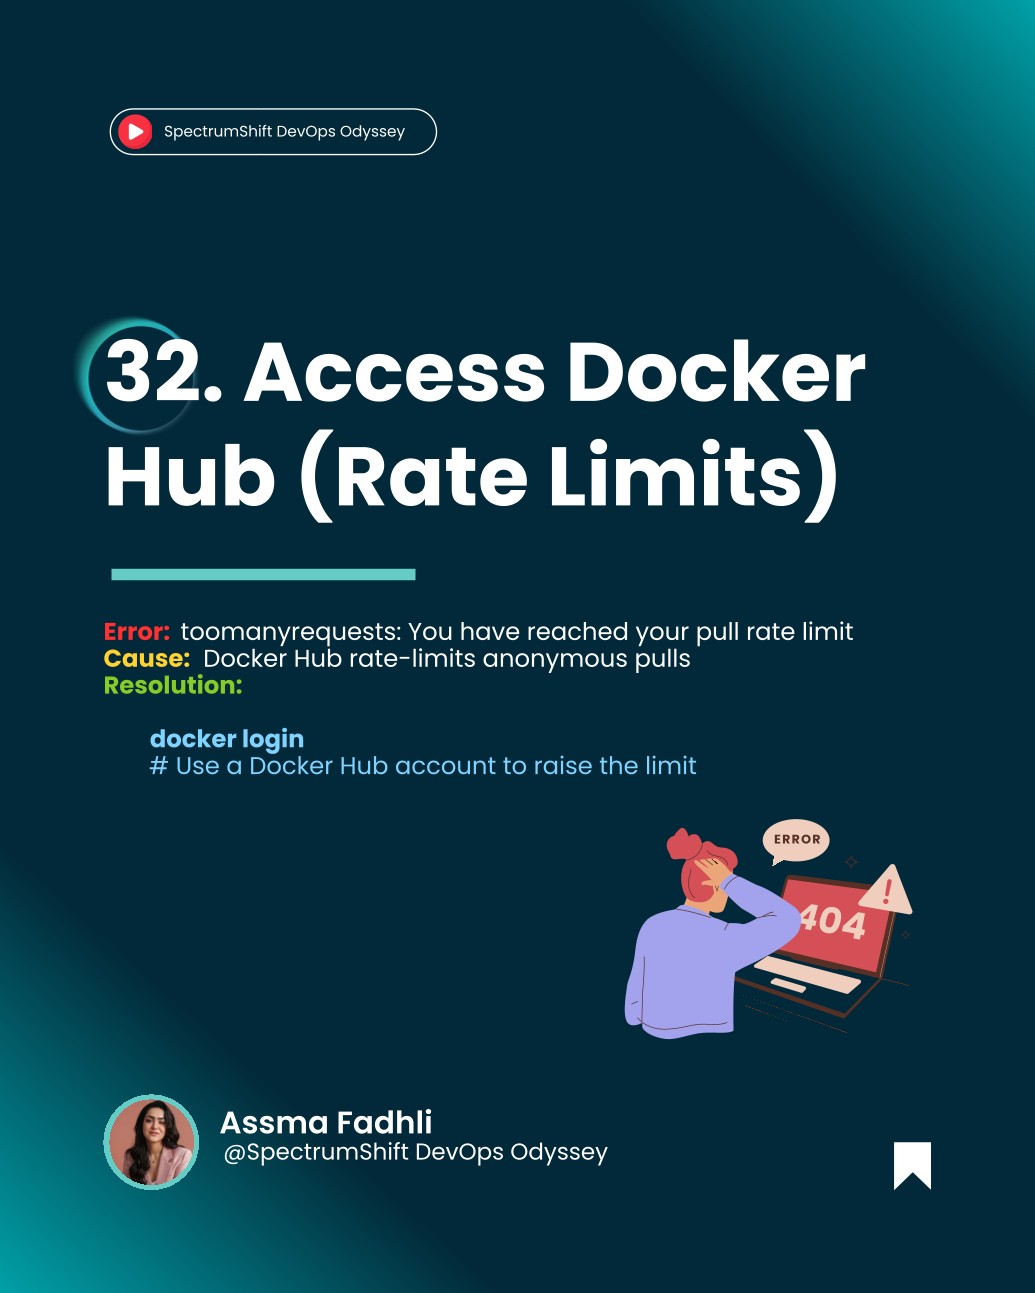 SpectrumShift DevOps Odyssey
32. Access Docker
Hub (Rate Limits)
Error: toomanyrequests: You have reached your pull rate limit
Cause: Docker Hub rate-limits anonymous pulls
Resolution:
docker login
# Use a Docker Hub account to raise the limit
ERROR
!
404
Assma Fadhli
@SpectrumShift DevOps Odyssey